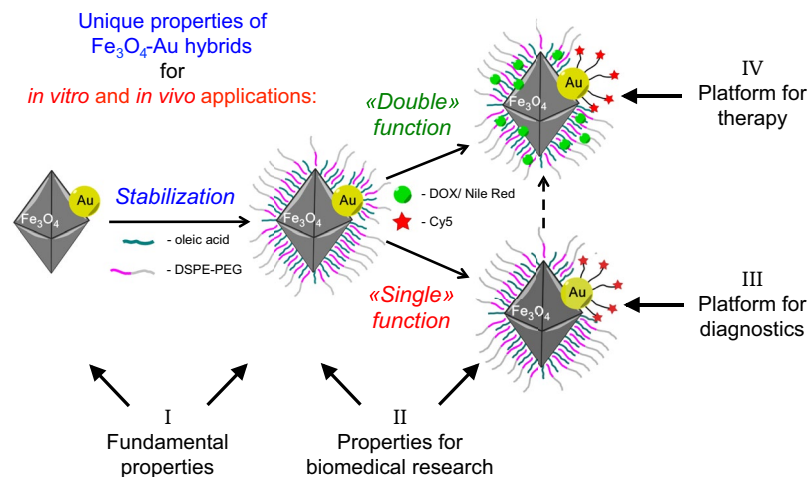 Unique properties of
Fe₃O₄-Au hybrids
for
in vitro and in vivo applications:
«Double»
function
IV
Platform for
therapy
Fe₃O₄
Au
Stabilization
- oleic acid
- DSPE-PEG
Fe₃O₄
Au
- DOX/ Nile Red
- Cy5
Fe₃O₄
Au
«Single»
function
Fe₃O₄
Au
III
Platform for
diagnostics
I
Fundamental
properties
II
Properties for
biomedical research